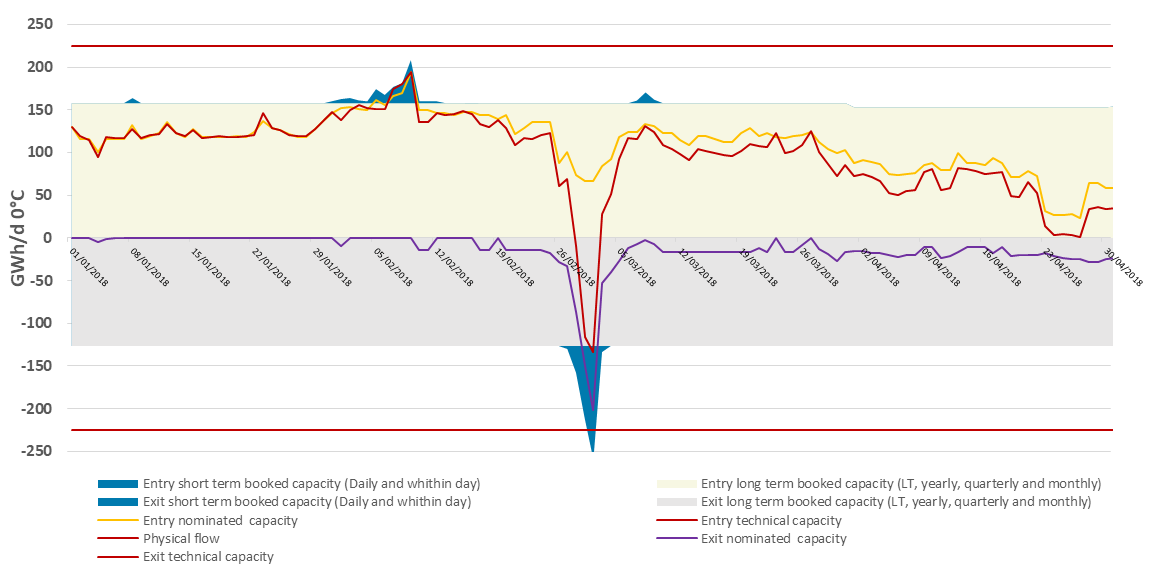 250
200
150
100
50
0
-50
-100
-150
-200
-250
GWh/d 0°C
01/01/2018
08/01/2018
15/01/2018
22/01/2018
29/01/2018
05/02/2018
12/02/2018
19/02/2018
26/02/2018
05/03/2018
12/03/2018
19/03/2018
26/03/2018
02/04/2018
09/04/2018
16/04/2018
23/04/2018
30/04/2018
Entry short term booked capacity (Daily and whithin day)
Entry long term booked capacity (LT, yearly, quarterly and monthly)
Exit short term booked capacity (Daily and whithin day)
Exit long term booked capacity (LT, yearly, quarterly and monthly)
Entry nominated capacity
Entry technical capacity
Physical flow
Exit nominated capacity
Exit technical capacity